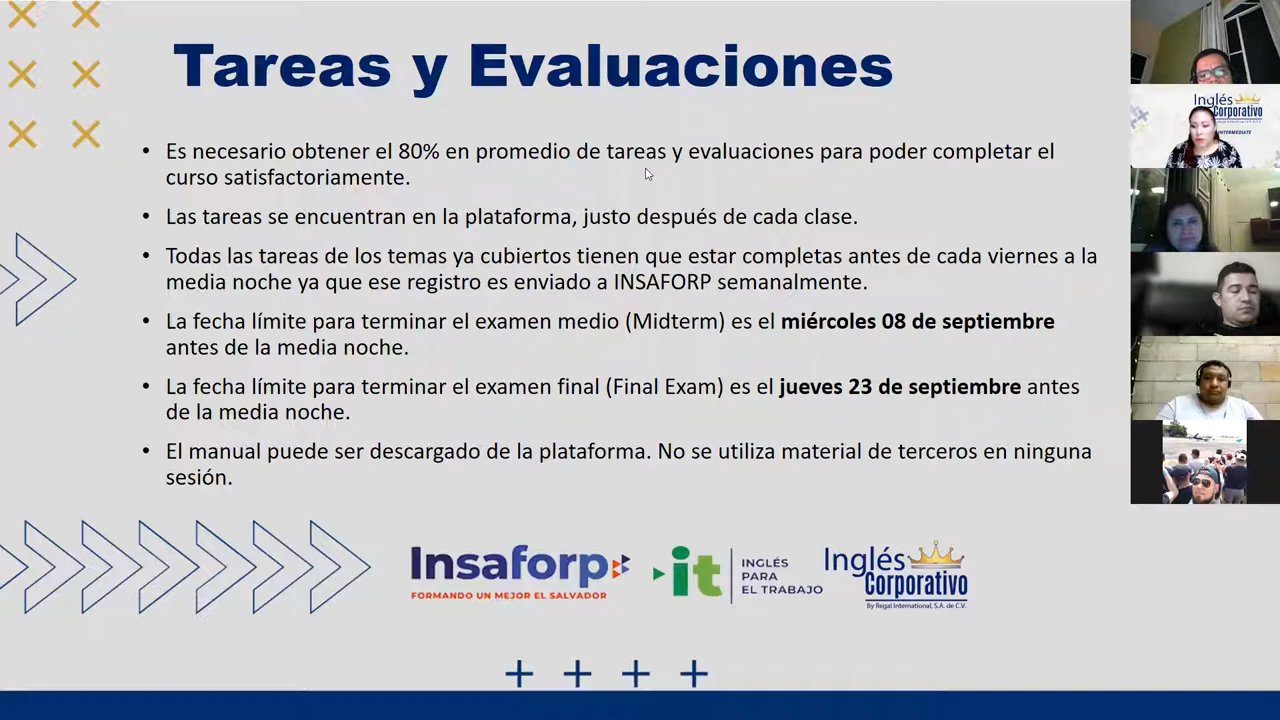 Tareas y Evaluaciones
• Es necesario obtener el 80% en promedio de tareas y evaluaciones para poder completar el
curso satisfactoriamente.
• Las tareas se encuentran en la plataforma, justo después de cada clase.
• Todas las tareas de los temas ya cubiertos tienen que estar completas antes de cada viernes a la
media noche ya que ese registro es enviado a INSAFORP semanalmente.
• La fecha límite para terminar el examen medio (Midterm) es el miércoles 08 de septiembre
antes de la media noche.
• La fecha límite para terminar el examen final (Final Exam) es el jueves 23 de septiembre antes
de la media noche.
• El manual puede ser descargado de la plataforma. No se utiliza material de terceros en ninguna
sesión.
Insaforp
FORMANDO UN MEJOR EL SALVADOR
it
INGLÉS
PARA
EL TRABAJO
Inglés
Corporativo
By Regal International, S.A. de C.V.
Inglés
Corporativo
INTERMEDIATE